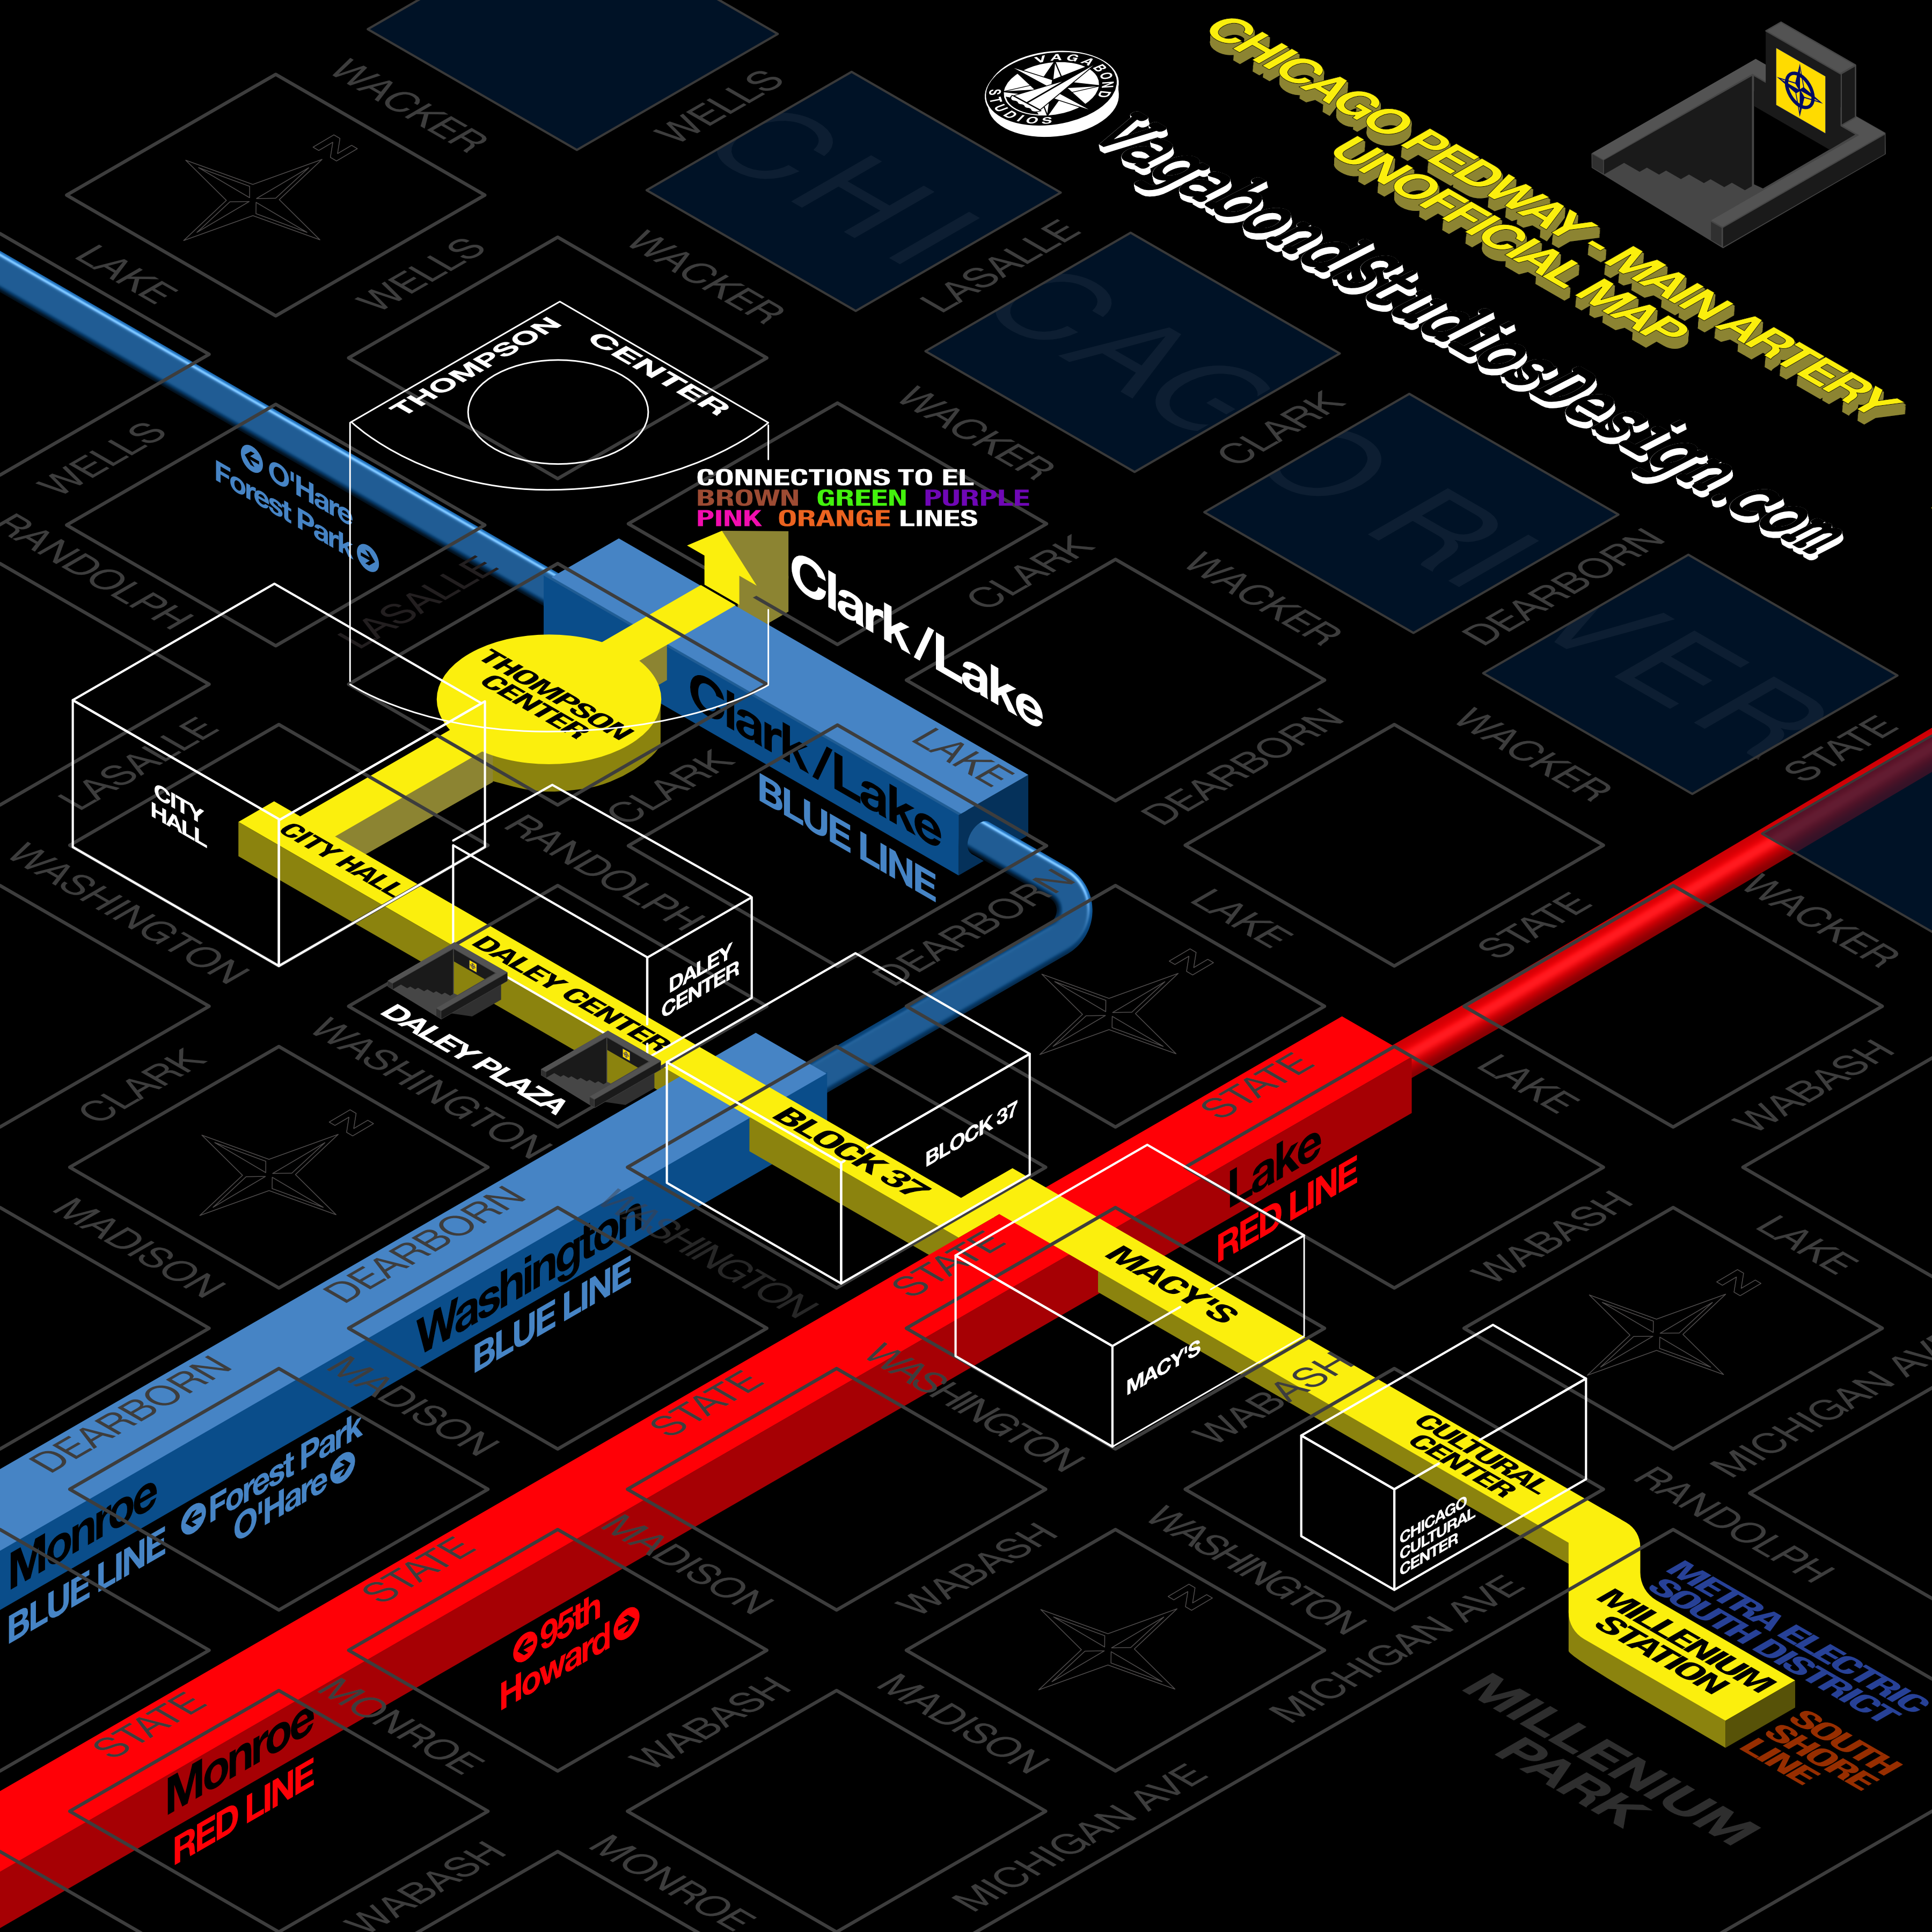 CHICAGO PEDWAY - MAIN ARTERY
UNOFFICIAL MAP
VAGABOND
STUDIOS
VagabondStudiosDesign.com
WACKER
WELLS
CHI
LASALLE
CAG
CLARK
O RI
DEARBORN
VER
STATE
N
LAKE
WELLS
WACKER
WACKER
WACKER
WACKER
WACKER
THOMPSON
CENTER
CONNECTIONS TO EL
BROWN GREEN PURPLE
PINK ORANGE LINES
Clark/Lake
O'Hare
Forest Park
WELLS
RANDOLPH
LASALLE
CLARK
DEARBORN
STATE
WABASH
THOMPSON
CENTER
Clark/Lake
BLUE LINE
LAKE
CITY
HALL
LASALLE
CITY HALL
CLARK
RANDOLPH
WASHINGTON
DEARBORN
N
LAKE
N
DALEY
CENTER
DALEY CENTER
DALEY PLAZA
CLARK
WASHINGTON
N
BLOCK 37
BLOCK 37
STATE
LAKE
Lake
RED LINE
WABASH
LAKE
N
MICHIGAN AVE
MADISON
DEARBORN
Washington
BLUE LINE
WASHINGTON
STATE
MACY'S
MACY'S
WABASH
WASHINGTON
CULTURAL
CENTER
CHICAGO
CULTURAL
CENTER
RANDOLPH
DEARBORN
MADISON
STATE
Monroe
BLUE LINE
Forest Park
O'Hare
STATE
MADISON
WABASH
WASHINGTON
N
MICHIGAN AVE
MILLENIUM
STATION
METRA ELECTRIC
SOUTH DISTRICT
SOUTH
SHORE
LINE
MILLENIUM
PARK
95th
Howard
STATE
Monroe
RED LINE
MONROE
WABASH
MADISON
MICHIGAN AVE
WABASH
MONROE